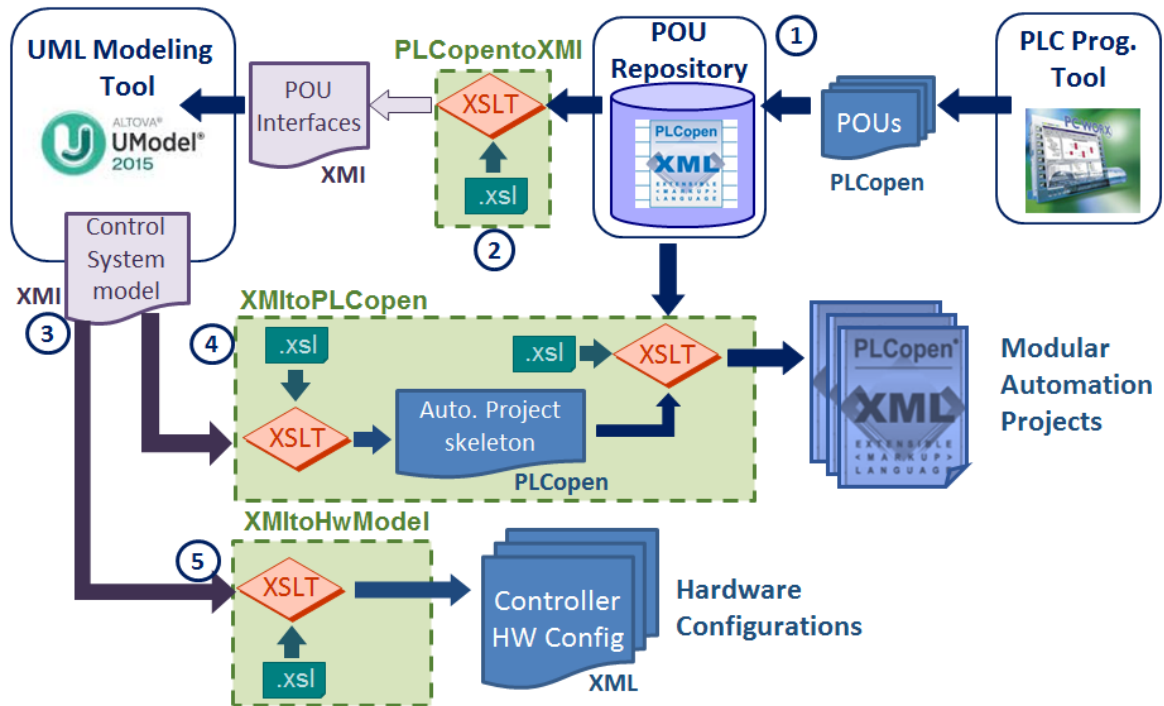 UML Modeling
Tool
ALTOVA®
UModel®
2015
POU
Interfaces
XMI
PLCopentoXMI
XSLT
.xsl
2
POU
Repository
PLCopen
XML
EXTENSIBLE
<MARKUP>
LANGUAGE
1
POUs
PLCopen
PLC Prog.
Tool
PC WORX
Control
System
model
XMI
3
XMItoPLCopen
4
.xsl
XSLT
Auto. Project
skeleton
PLCopen
.xsl
XSLT
PLCopen®
XML
EXTENSIBLE
<MARKUP>
LANGUAGE
Modular
Automation
Projects
XMItoHwModel
5
XSLT
.xsl
Controller
HW Config
XML
Hardware
Configurations